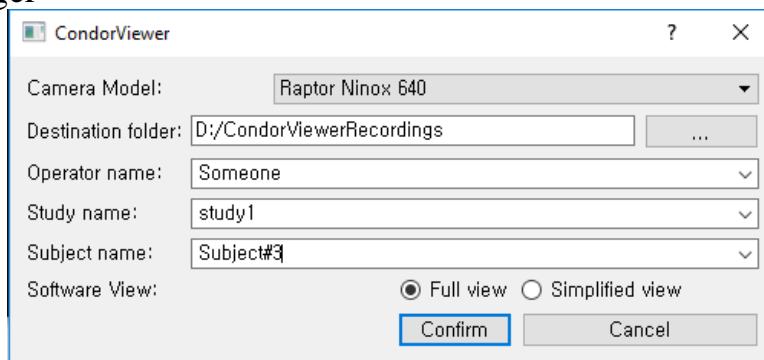 ger
CondorViewer ?
Camera Model: Raptor Ninox 640
Destination folder: D:/CondorViewerRecordings ...
Operator name: Someone
Study name: study1
Subject name: Subject#3
Software View: Full view Simplified view
Confirm Cancel